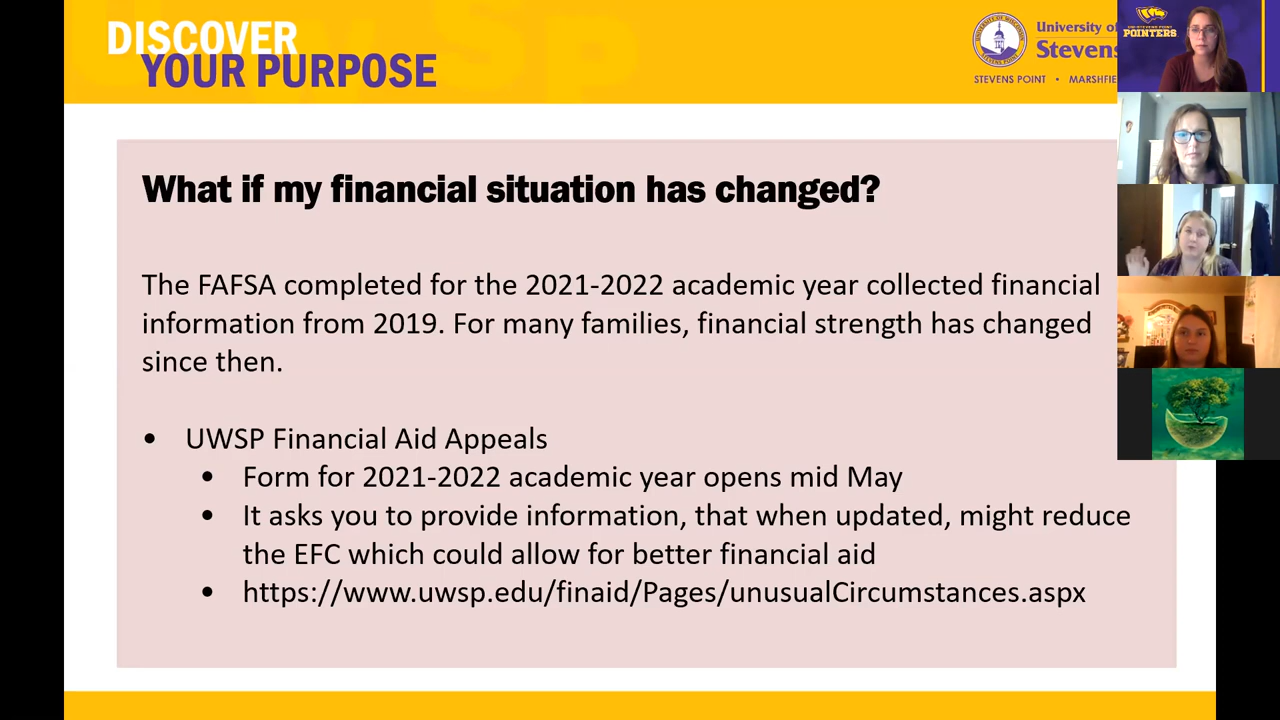 DISCOVER
YOUR PURPOSE
University of
Stevens
STEVENS POINT • MARSHFIE
POINTERS
What if my financial situation has changed?
The FAFSA completed for the 2021-2022 academic year collected financial
information from 2019. For many families, financial strength has changed
since then.
• UWSP Financial Aid Appeals
• Form for 2021-2022 academic year opens mid May
• It asks you to provide information, that when updated, might reduce
the EFC which could allow for better financial aid
• https://www.uwsp.edu/finaid/Pages/unusualCircumstances.aspx